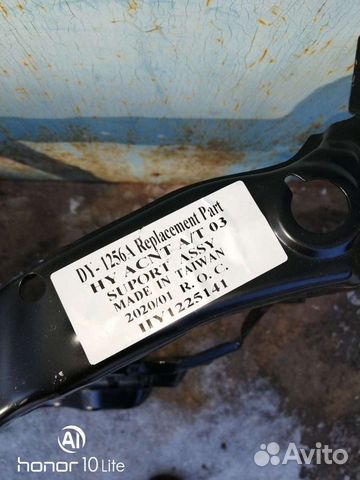 DY-1256A Replacement Part
HY ACNT A/T 03
SUPORT ASSY
MADE IN TAIWAN
2020/01 R.O.C.
HY1225141
AI
honor 10 Lite
Avito